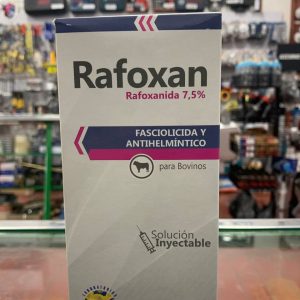 Rafoxan
Rafoxanida 7,5%
FASCIOLICIDA Y
ANTIHELMÍNTICO
para Bovinos
Solución
Inyectable